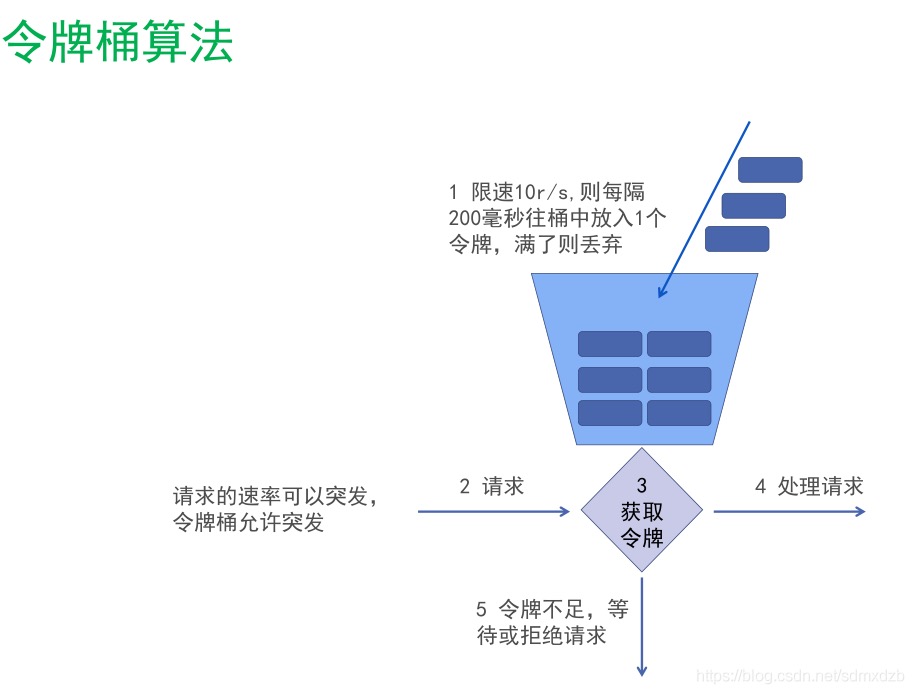 令牌桶算法
1 限速10r/s,则每隔
200毫秒往桶中放入1个
令牌，满了则丢弃
请求的速率可以突发，
令牌桶允许突发
2 请求
3
获取
令牌
4 处理请求
5 令牌不足，等
待或拒绝请求
https://blog.csdn.net/sdmxdzb